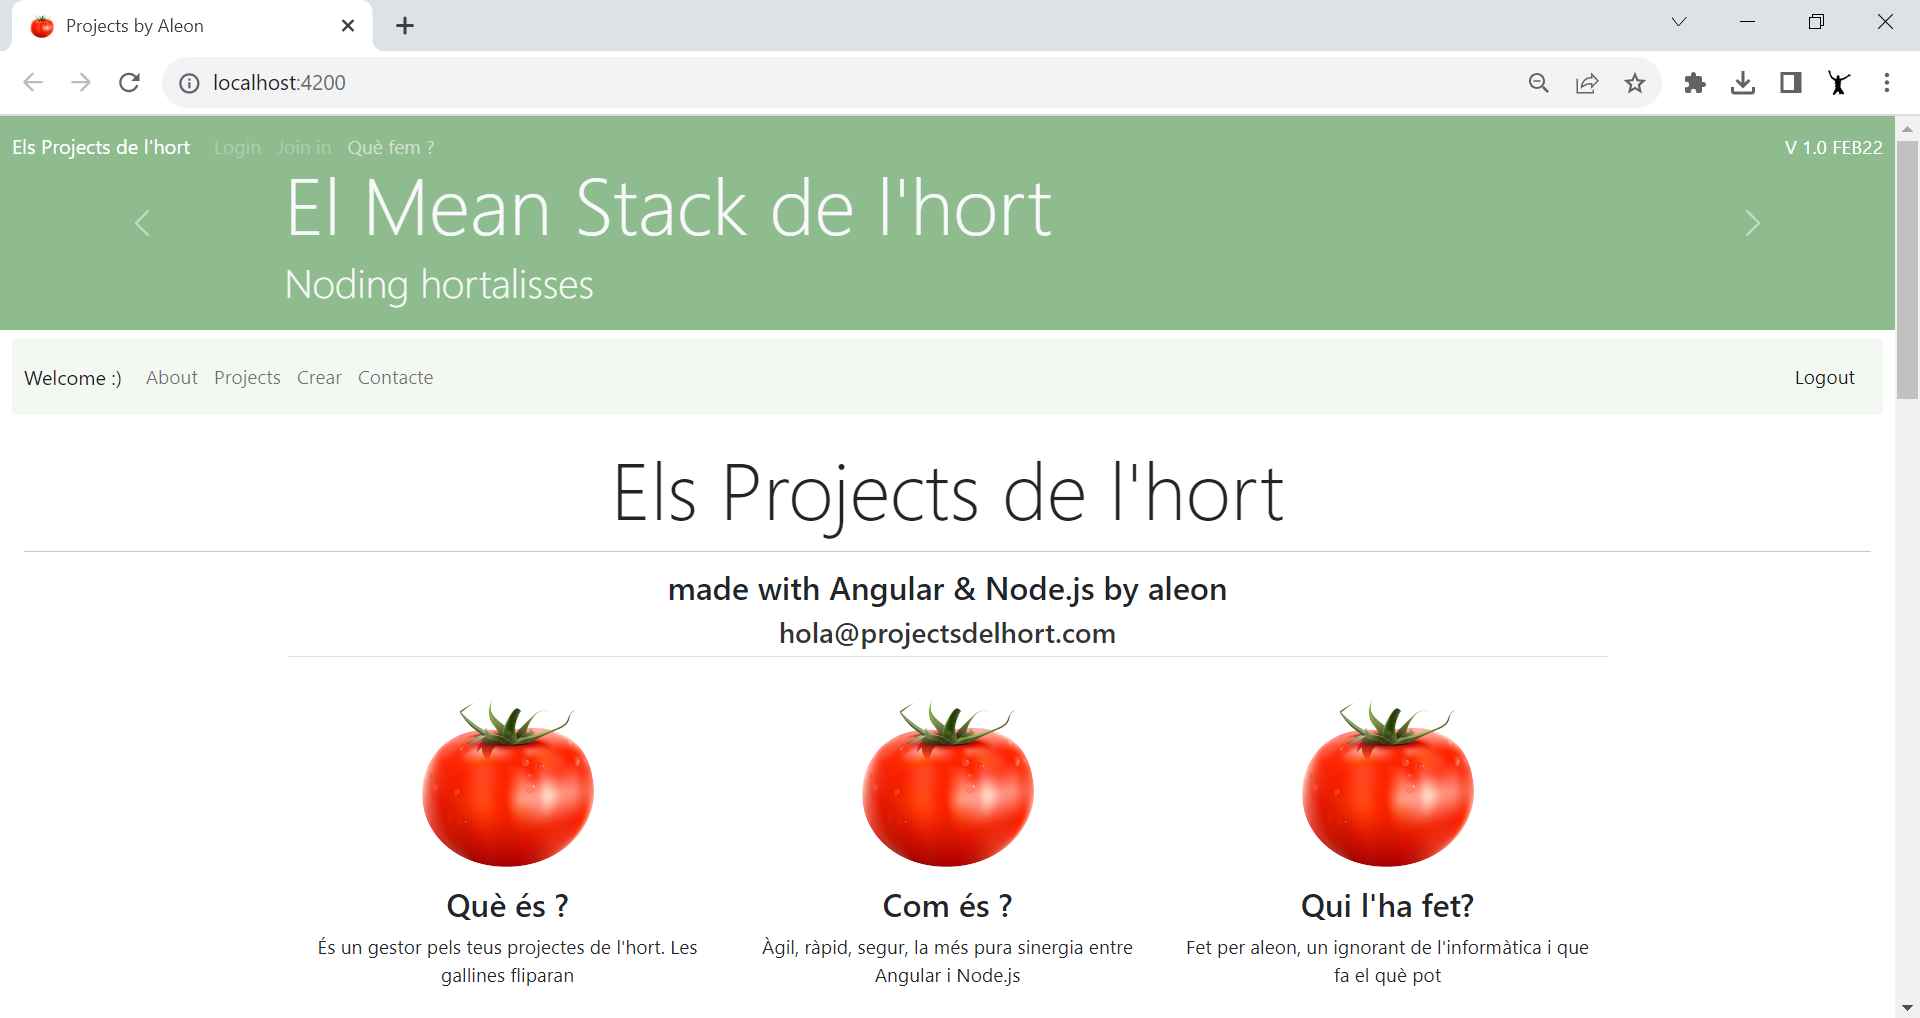 Projects by Aleon
localhost:4200
Els Projects de l'hort Login Join in Què fem ? V 1.0 FEB22
El Mean Stack de l'hort
Noding hortalisses
Welcome :) About Projects Crear Contacte Logout
Els Projects de l'hort
made with Angular & Node.js by aleon
hola@projectsdelhort.com
Què és ?
És un gestor pels teus projectes de l'hort. Les
gallines fliparan
Com és ?
Àgil, ràpid, segur, la més pura sinergia entre
Angular i Node.js
Qui l'ha fet?
Fet per aleon, un ignorant de l'informàtica i que
fa el què pot